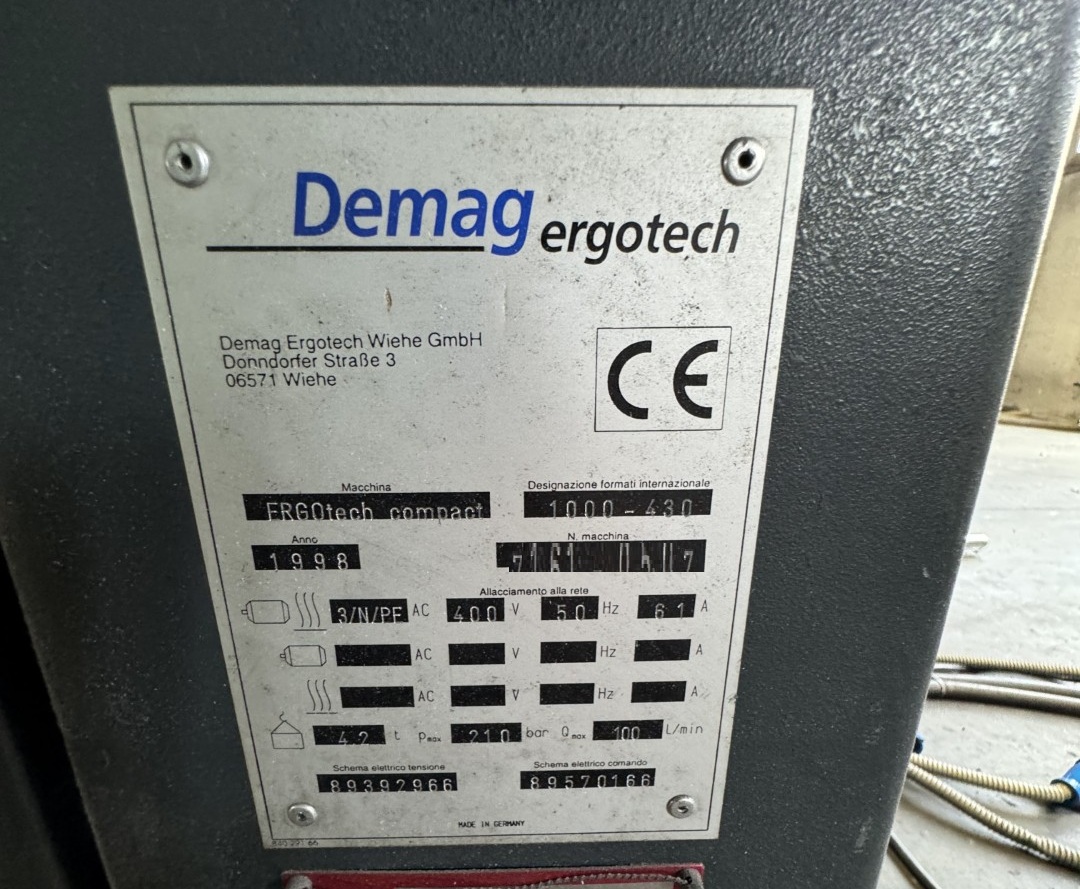 Demag ergotech
Demag Ergotech Wiehe GmbH
Donndorfer Straße 3
06571 Wiehe
CE
Macchina
Designazione formati internazionale
ERGOtech compact
1000-430
Anno
N. macchina
1998
Allacciamento alla rete
3/N/PE AC 400 V 50 Hz 61 A
AC V Hz A
AC V Hz A
4.2 t pmax 210 bar Qmax 100 L/min
Schema elettrico tensione
Schema elettrico comando
89392966
89570166
MADE IN GERMANY